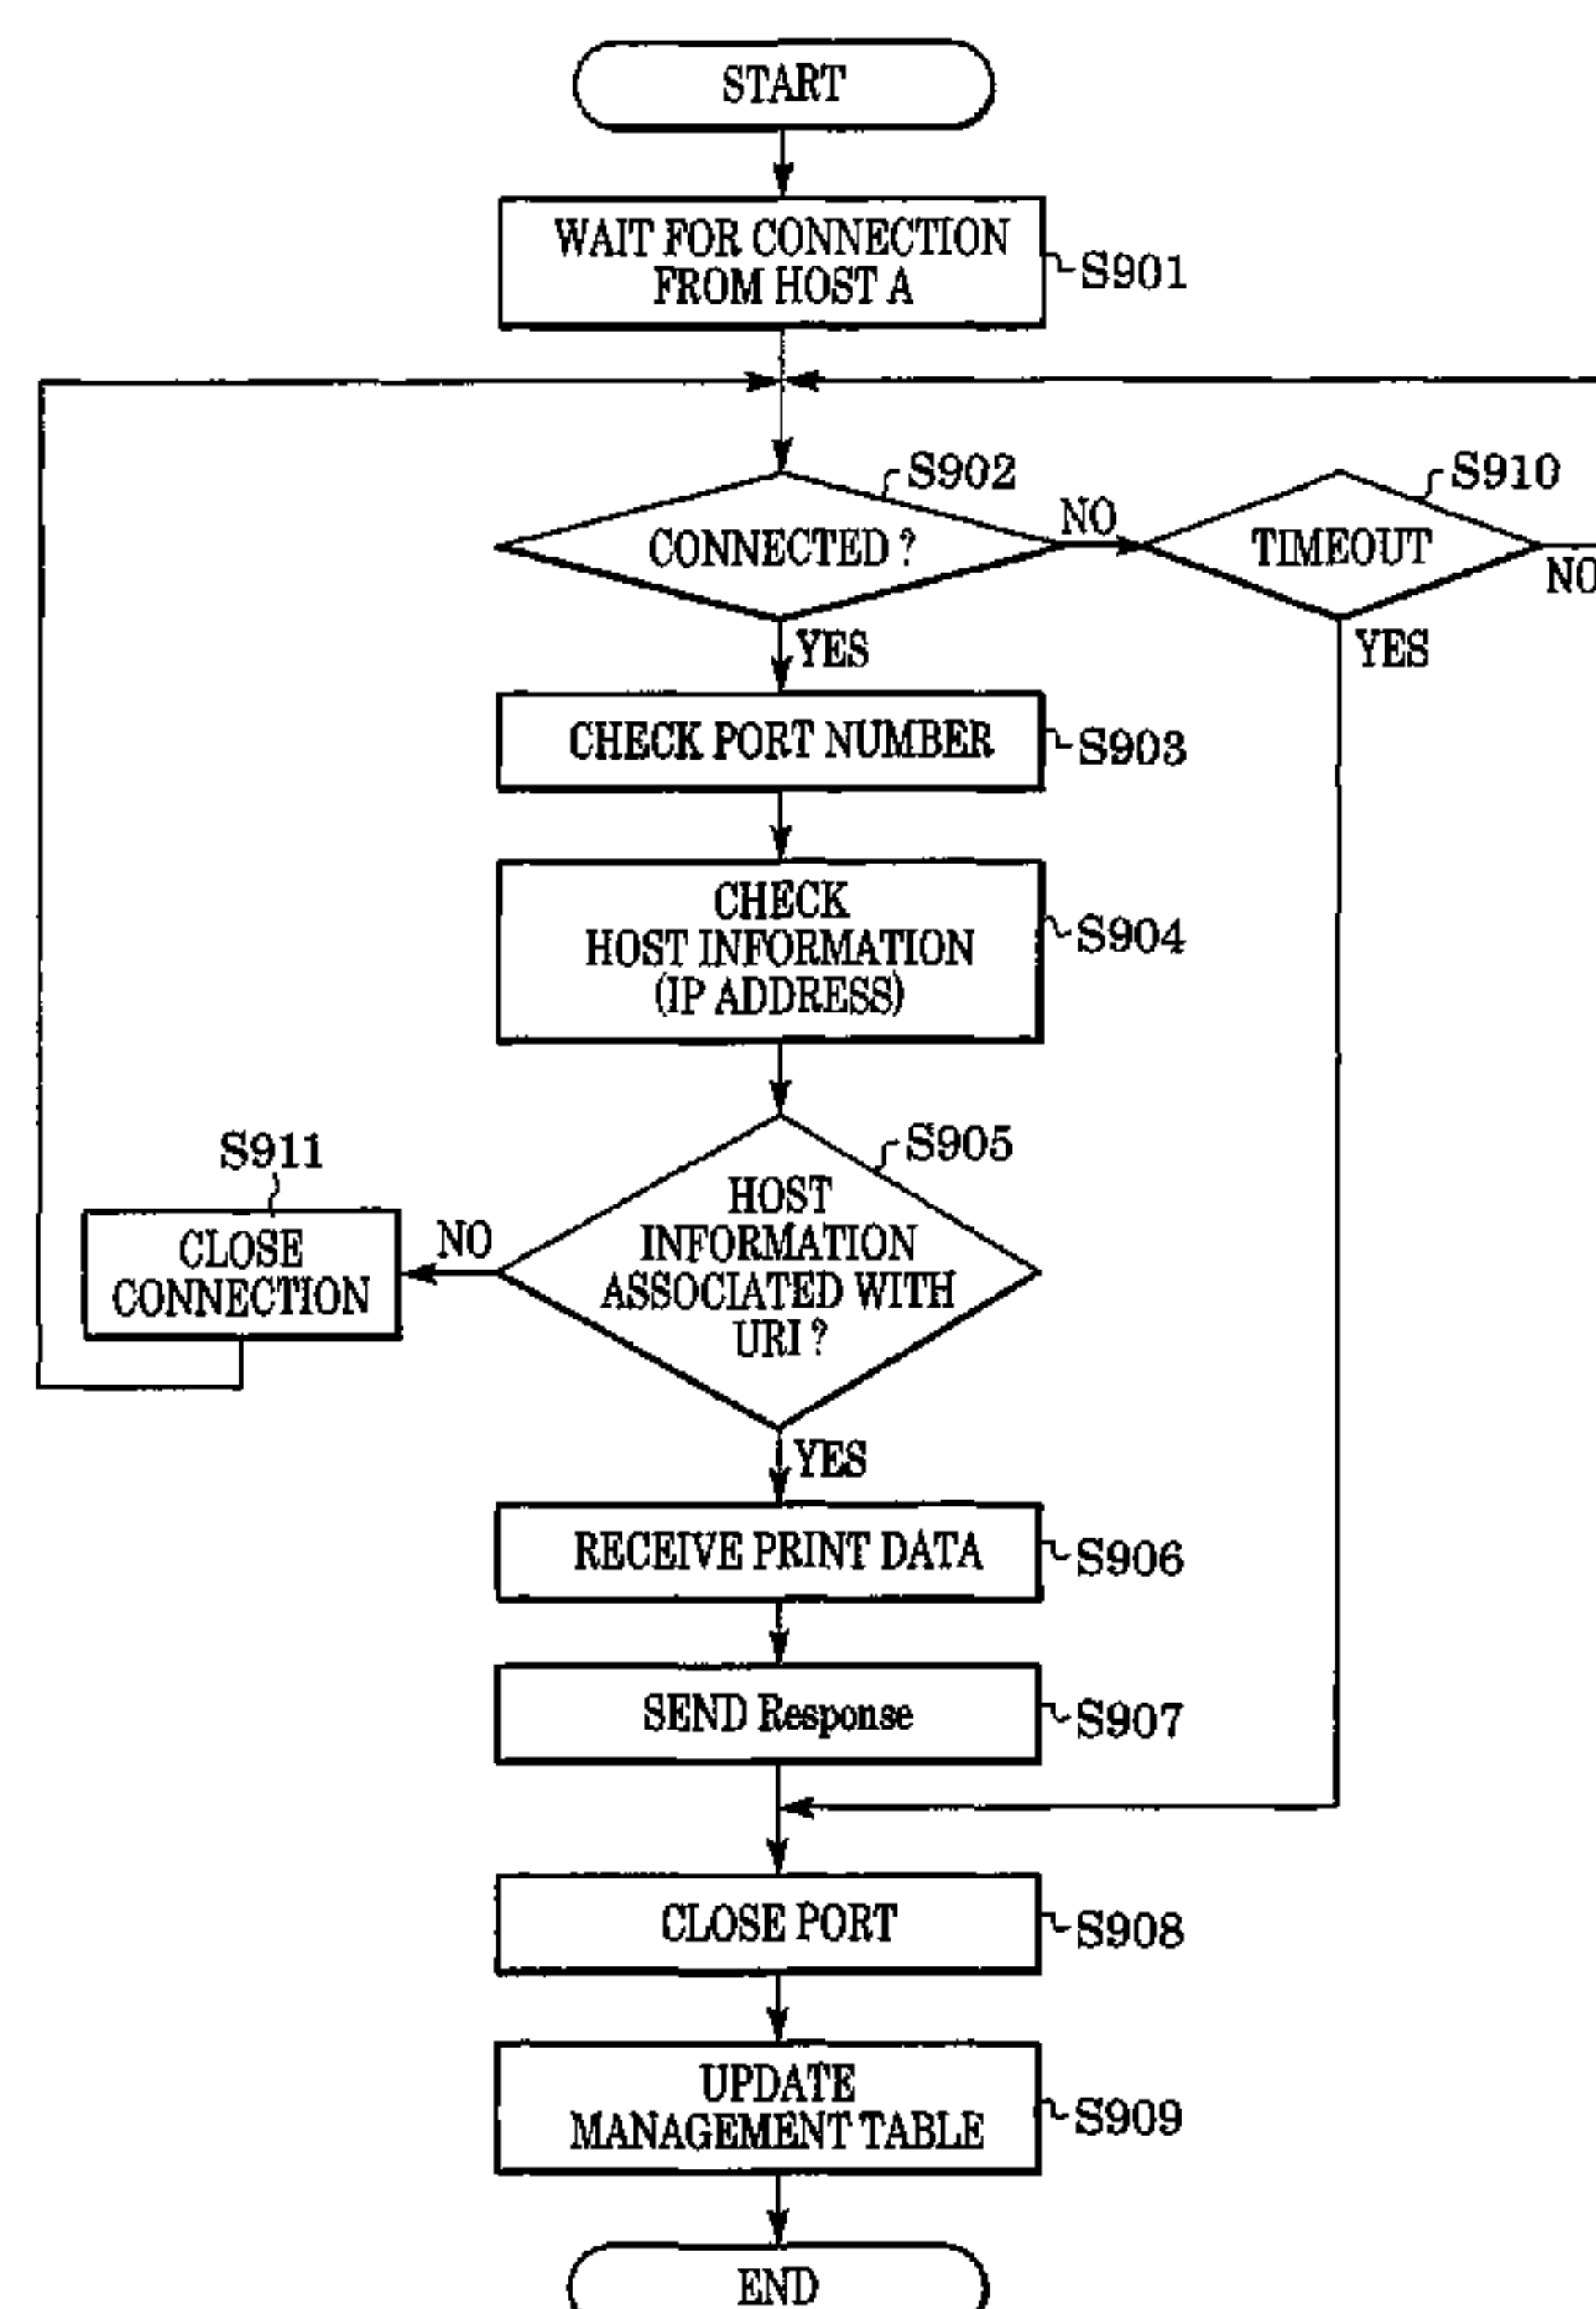 START
WAIT FOR CONNECTION
FROM HOST A
S901
S902
CONNECTED ?
NO
S910
TIMEOUT
NO
YES
YES
CHECK PORT NUMBER
S903
CHECK
HOST INFORMATION
(IP ADDRESS)
S904
S905
HOST
INFORMATION
ASSOCIATED WITH
URI ?
NO
S911
CLOSE
CONNECTION
YES
RECEIVE PRINT DATA
S906
SEND Response
S907
CLOSE PORT
S908
UPDATE
MANAGEMENT TABLE
S909
END